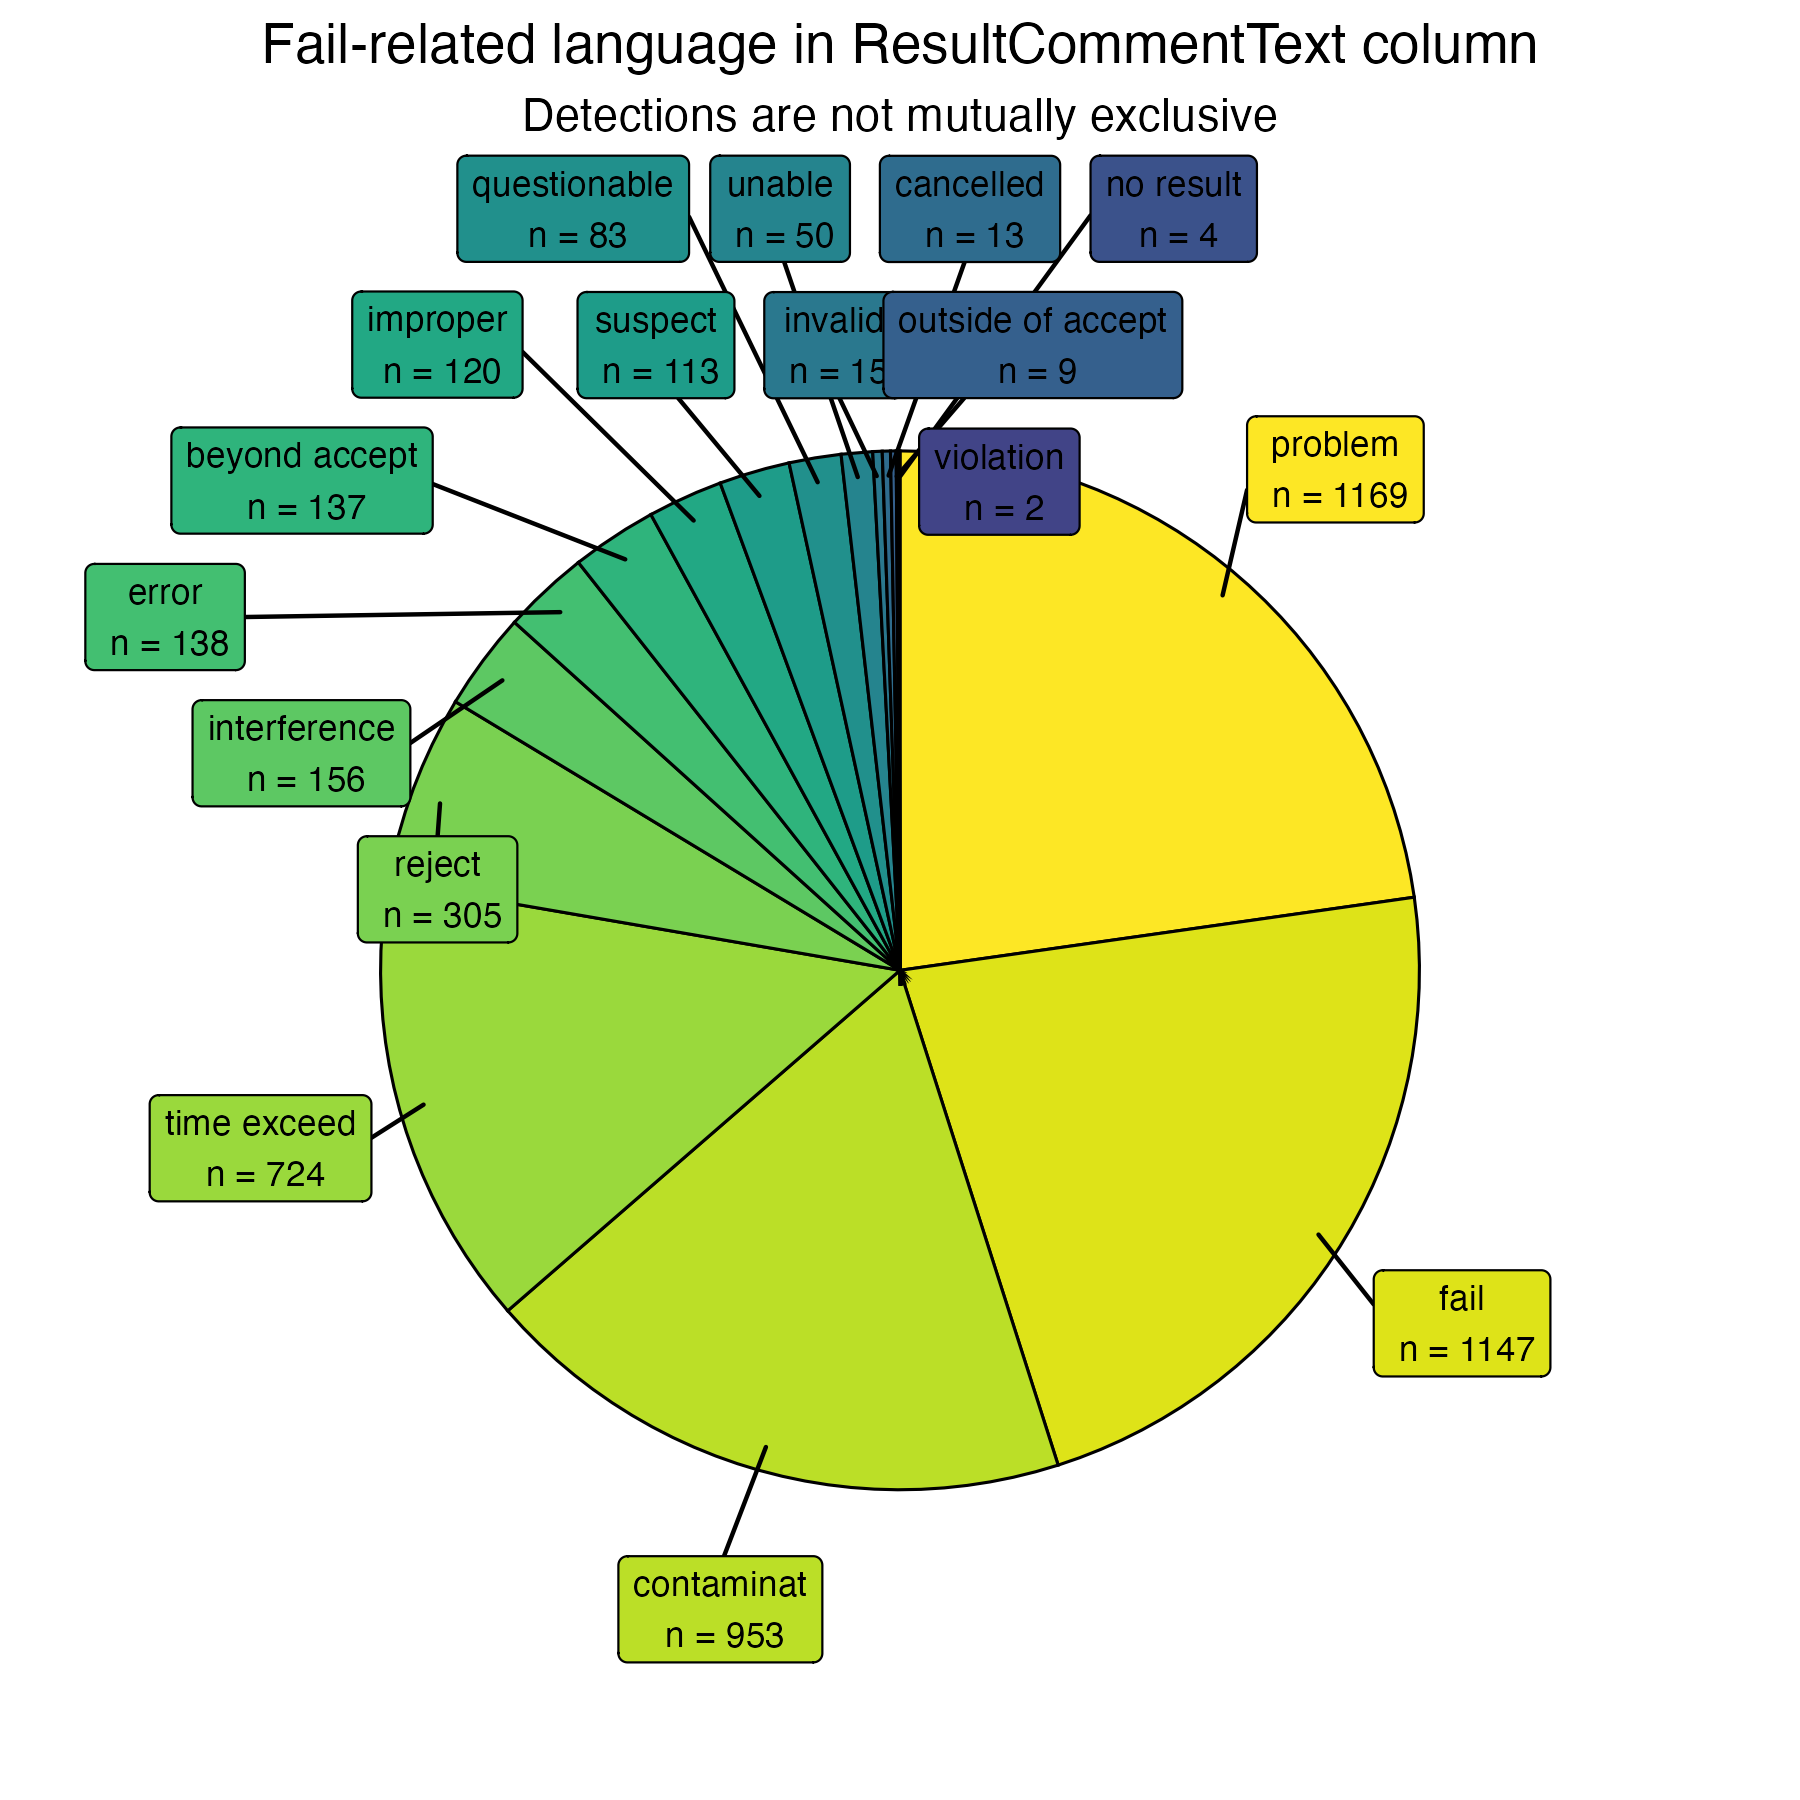 Fail-related language in ResultCommentText column
Detections are not mutually exclusive
questionable
n = 83
unable
n = 50
cancelled
n = 13
no result
n = 4
improper
n = 120
suspect
n = 113
invalid
n = 15
outside of accept
n = 9
beyond accept
n = 137
violation
n = 2
problem
n = 1169
error
n = 138
interference
n = 156
reject
n = 305
time exceed
n = 724
fail
n = 1147
contaminat
n = 953